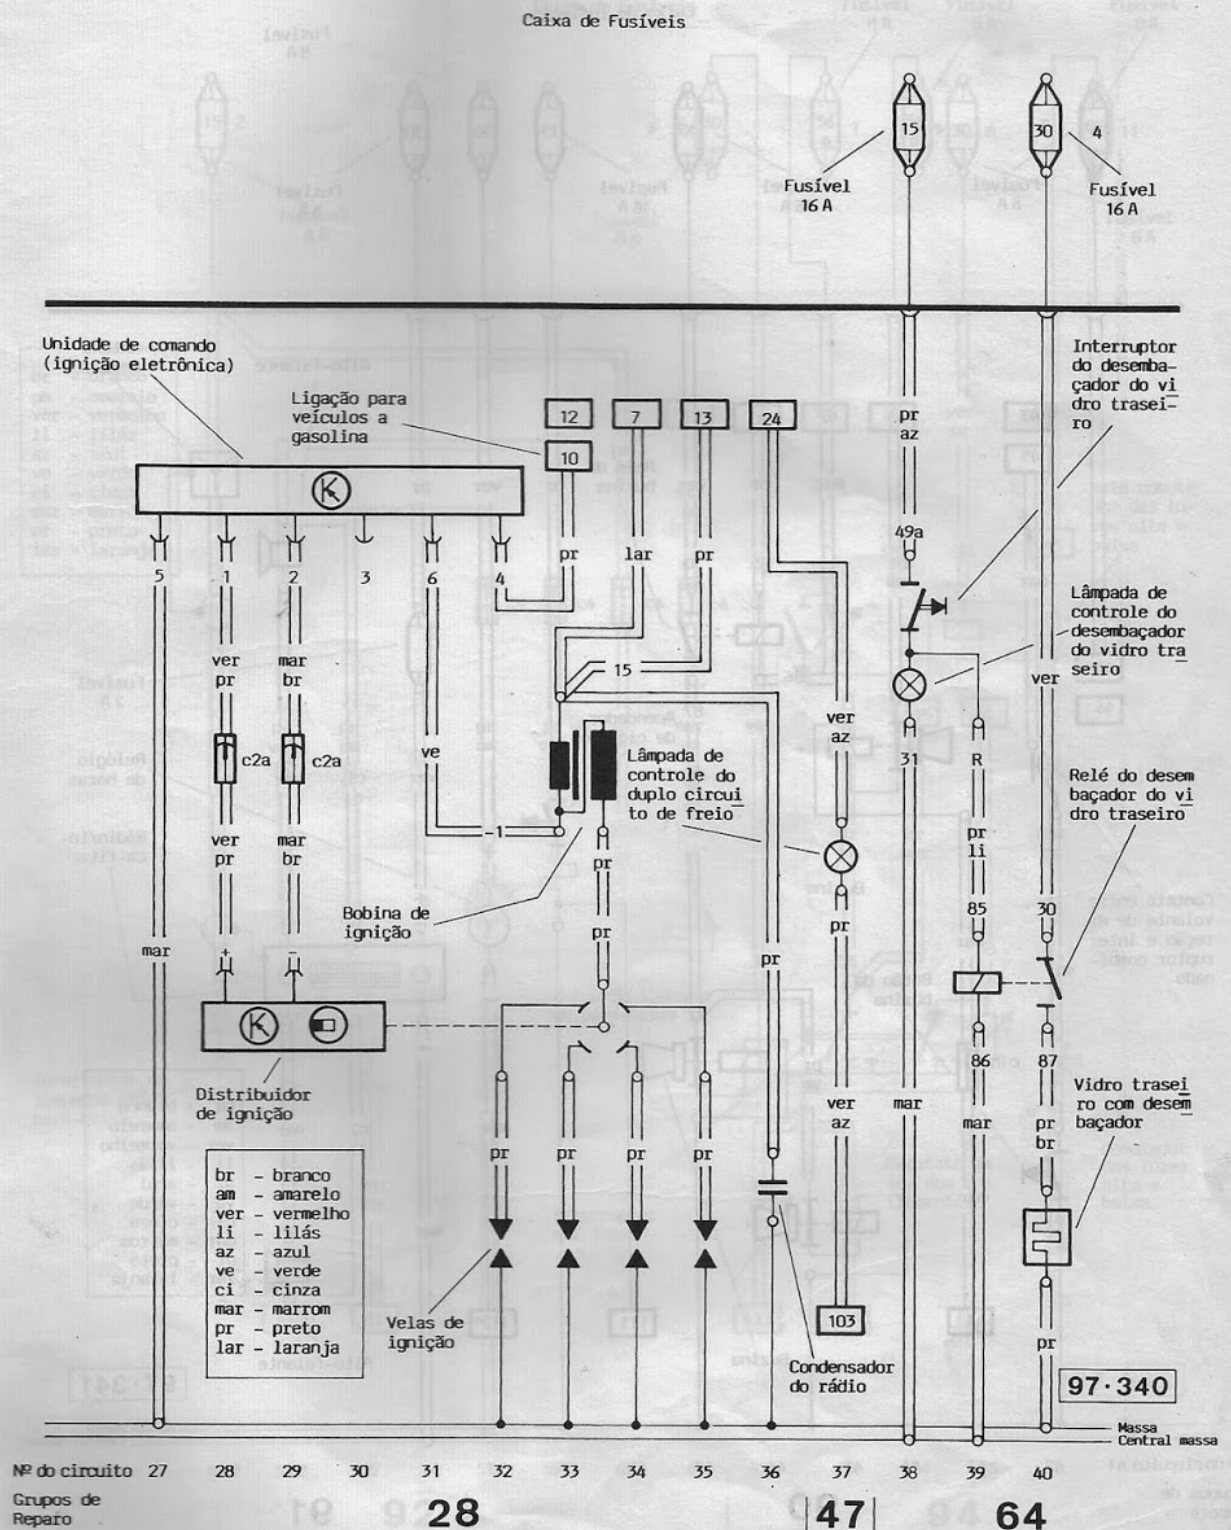 Caixa de Fusíveis
15
30
4
Fusível
16 A
Fusível
16 A
Unidade de comando
(ignição eletrônica)
Ligação para
veículos a
gasolina
12
7
13
24
10
pr
az
Interruptor
do desemba-
çador do vi
dro trasei-
ro
K
pr
lar
pr
49a
5
1
2
3
6
4
Lâmpada de
controle do
desembaçador
do vidro tra
seiro
ver
pr
mar
br
15
ver
ver
az
c2a
c2a
ve
Lâmpada de
controle do
duplo circui
to de freio
31
R
Relé do desem
baçador do vi
dro traseiro
ver
pr
mar
br
-1
pr
pr
li
Bobina de
ignição
85
30
mar
+
-
pr
pr
pr
K
86
87
Distribuidor
de ignição
ver
az
mar
mar
pr
br
Vidro trasei
ro com desem
baçador
pr
pr
pr
pr
br - branco
am - amarelo
ver - vermelho
li - lilás
az - azul
ve - verde
ci - cinza
mar - marrom
pr - preto
lar - laranja
Velas de
ignição
103
Condensador
do rádio
pr
97·340
Massa
Central massa
Nº do circuito 27 28 29 30 31 32 33 34 35 36 37 38 39 40
Grupos de
Reparo
28 47 64